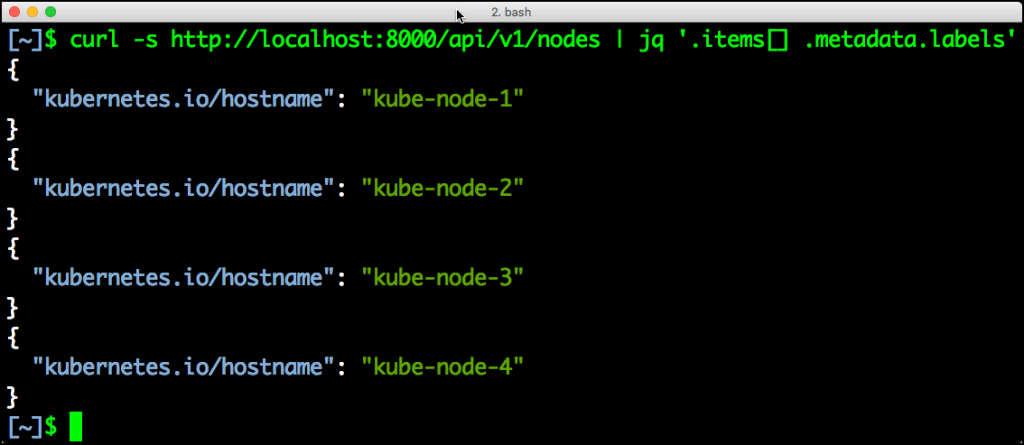 2. bash
[~]$ curl -s http://localhost:8000/api/v1/nodes | jq '.items[] .metadata.labels'
{
  "kubernetes.io/hostname": "kube-node-1"
}
{
  "kubernetes.io/hostname": "kube-node-2"
}
{
  "kubernetes.io/hostname": "kube-node-3"
}
{
  "kubernetes.io/hostname": "kube-node-4"
}
[~]$